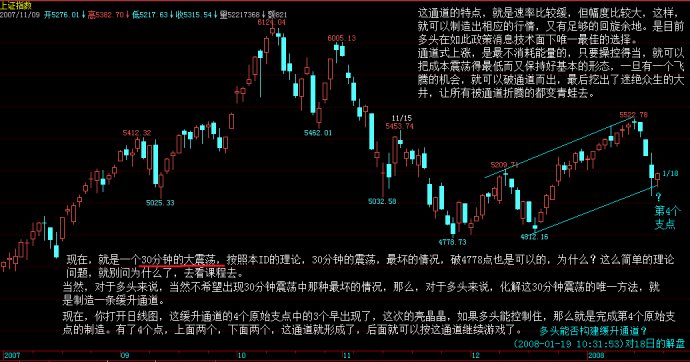 上证指数
2007/11/09 开5276.01↓高5382.70↓低5217.63↓收5315.54↓量52217368↓额821
6124.04
这通道的特点，就是速率比较缓，但幅度比较大，这样，
就可以制造出相应的行情，又有足够的回旋余地。是目前
多头在如此政策消息技术面下唯一最佳的选择。
通道式上涨，是最不消耗能量的，只要操控得当，就可以
把成本震荡得最低而又保持好基本的形态，一旦有一个飞
腾的机会，就可以破通道而出，最后挖出了迷绝众生的大
井，让所有被通道折腾的都变青蛙去。
6005.13
11/15
5453.74
5522.78
5412.32
5462.01
5209.71
1/18
?
第4个
支点
5025.33
5032.58
4778.73
4812.16
现在，就是一个30分钟的大震荡，按照本ID的理论，30分钟的震荡，最坏的情况，破4778点也是可以的，为什么？这么简单的理论
问题，就别问为什么了，去看课程去。
当然，对于多头来说，当然不希望出现30分钟震荡中那种最坏的情况，那么，对于多头来说，化解这30分钟震荡的唯一方法，就
是制造一条缓升通道。
现在，你打开日线图，这缓升通道的4个原始支点中的3个早出现了，这次的亮晶晶，如果多头能控制在，那么就是完成第4个原始支点
的制造。有了4个点，上面两个，下面两个，这通道就形成了，后面就可以按这通道继续游戏了。
多头能否构建缓升通道？
(2008-01-19 10:31:53)对18日的解盘
2007
09
10
11
12
2008